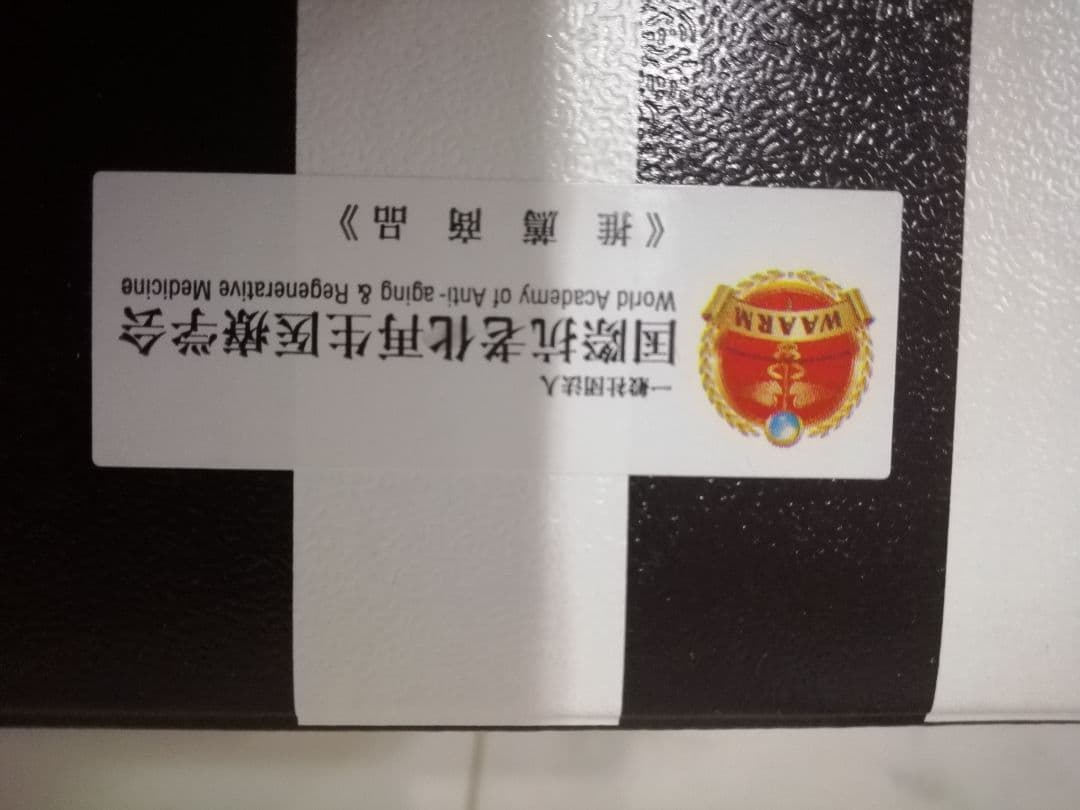 一般社団法人
国際抗老化再生医療学会
World Academy of Anti-aging & Regenerative Medicine
《推薦商品》
WAARM